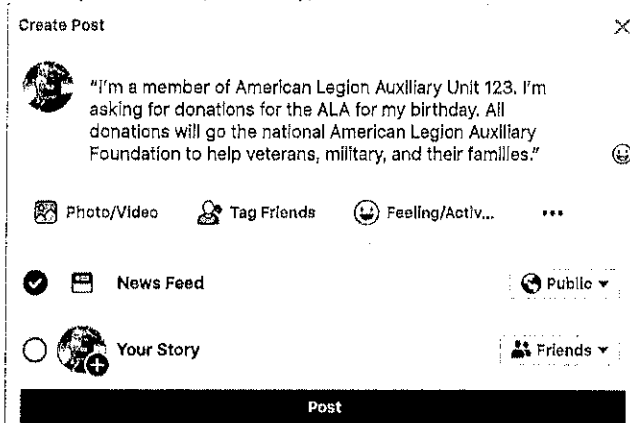 Create Post
"I'm a member of American Legion Auxiliary Unit 123. I'm
asking for donations for the ALA for my birthday. All
donations will go the national American Legion Auxiliary
Foundation to help veterans, military, and their families."
Photo/Video Tag Friends Feeling/Activ...
News Feed Public
Your Story Friends
Post